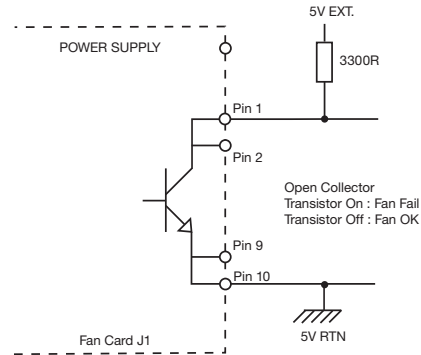 5V EXT.
POWER SUPPLY
3300R
Pin 1
Pin 2
Open Collector
Transistor On : Fan Fail
Transistor Off : Fan OK
Pin 9
Pin 10
5V RTN
Fan Card J1